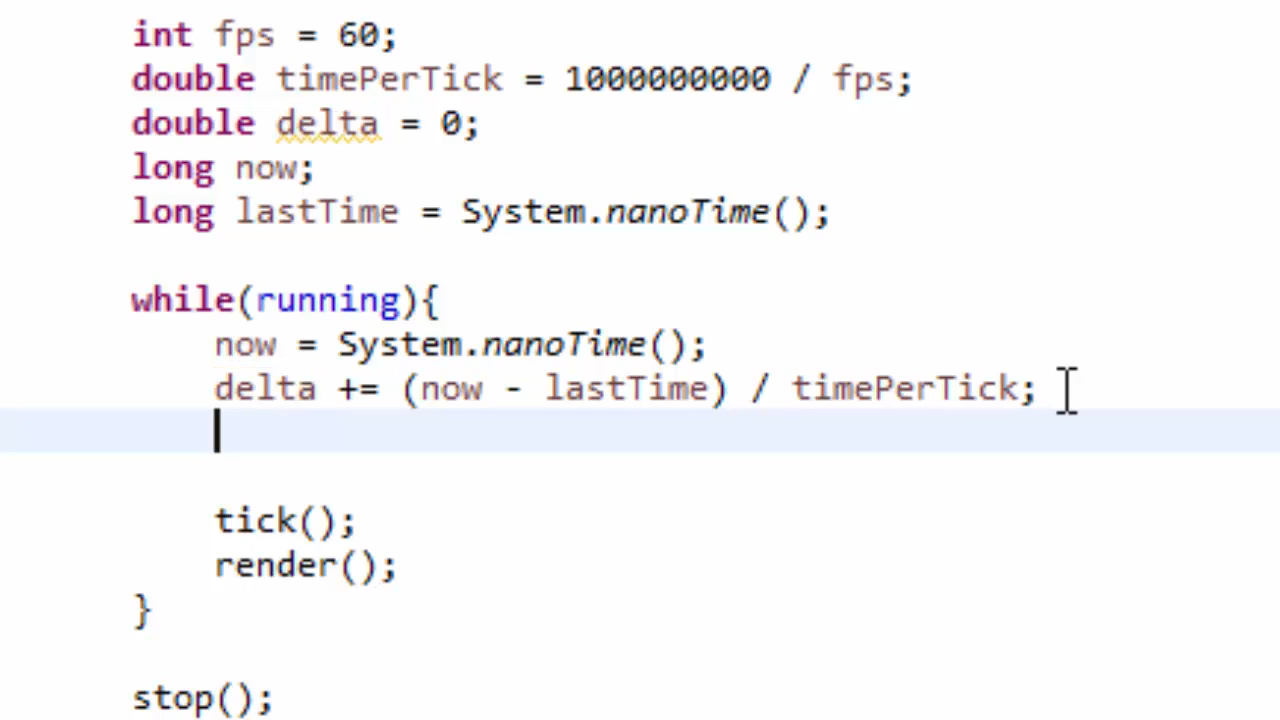 int fps = 60;
double timePerTick = 1000000000 / fps;
double delta = 0;
long now;
long lastTime = System.nanoTime();
while(running){
now = System.nanoTime();
delta += (now - lastTime) / timePerTick;
tick();
render();
}
stop();